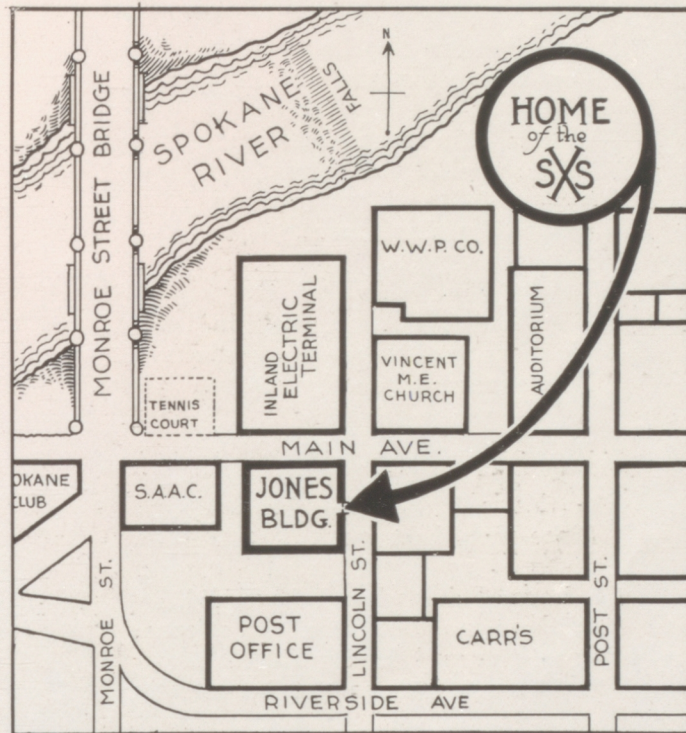 N
HOME
of the
SXS
SPOKANE
RIVER
FALLS
MONROE STREET BRIDGE
W.W.P. CO.
INLAND
ELECTRIC
TERMINAL
VINCENT
M.E.
CHURCH
AUDITORIUM
TENNIS
COURT
MAIN AVE.
OKANE
CLUB
S.A.A.C.
JONES
BLDG.
MONROE ST.
LINCOLN ST.
POST ST.
POST
OFFICE
CARR'S
RIVERSIDE AVE